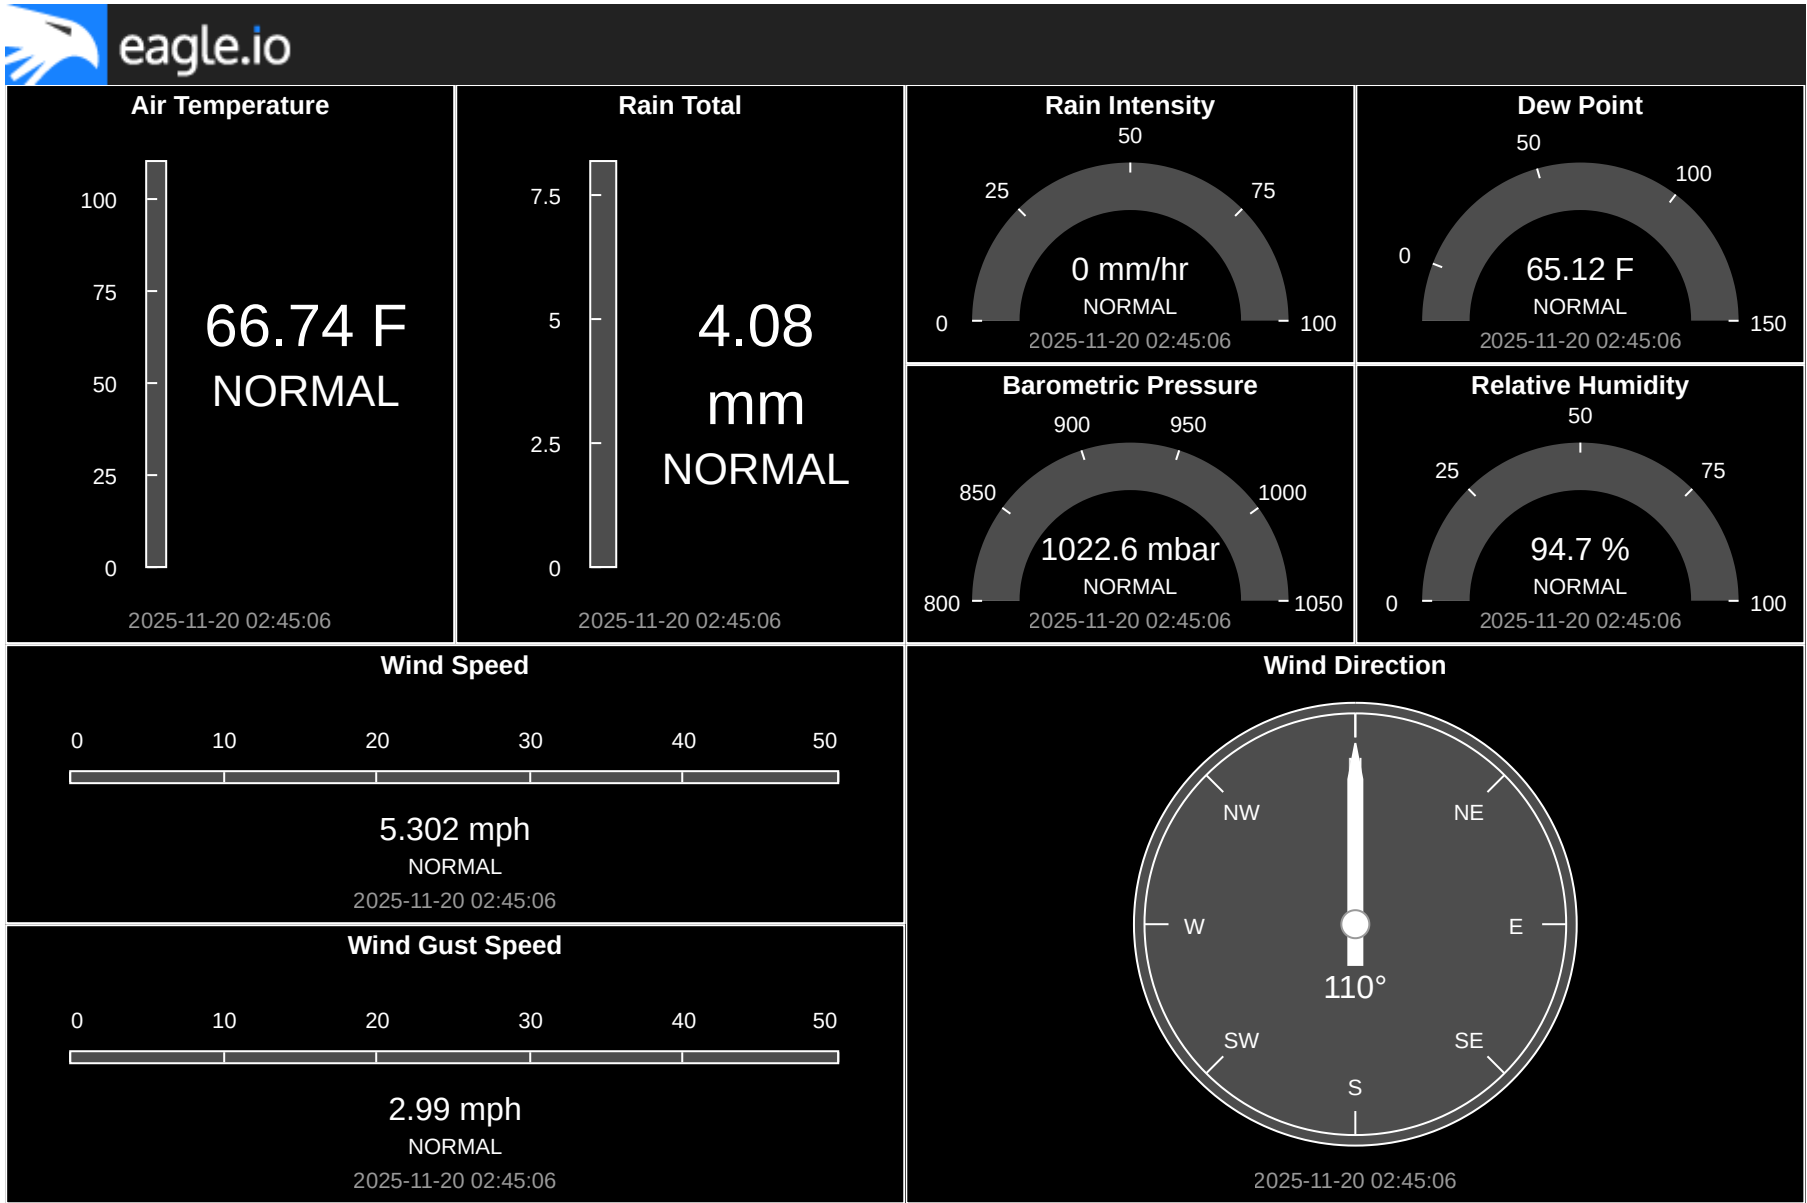 eagle.io
Air Temperature
100
75
50
25
0
66.74 F
NORMAL
2025-11-20 02:45:06
Rain Total
7.5
5
2.5
0
4.08
mm
NORMAL
2025-11-20 02:45:06
Rain Intensity
0
25
50
75
100
0 mm/hr
NORMAL
2025-11-20 02:45:06
Dew Point
0
50
100
150
65.12 F
NORMAL
2025-11-20 02:45:06
Barometric Pressure
800
850
900
950
1000
1050
1022.6 mbar
NORMAL
2025-11-20 02:45:06
Relative Humidity
0
25
50
75
100
94.7 %
NORMAL
2025-11-20 02:45:06
Wind Speed
0 10 20 30 40 50
5.302 mph
NORMAL
2025-11-20 02:45:06
Wind Gust Speed
0 10 20 30 40 50
2.99 mph
NORMAL
2025-11-20 02:45:06
Wind Direction
NW NE
W E
110°
SW SE
S
2025-11-20 02:45:06